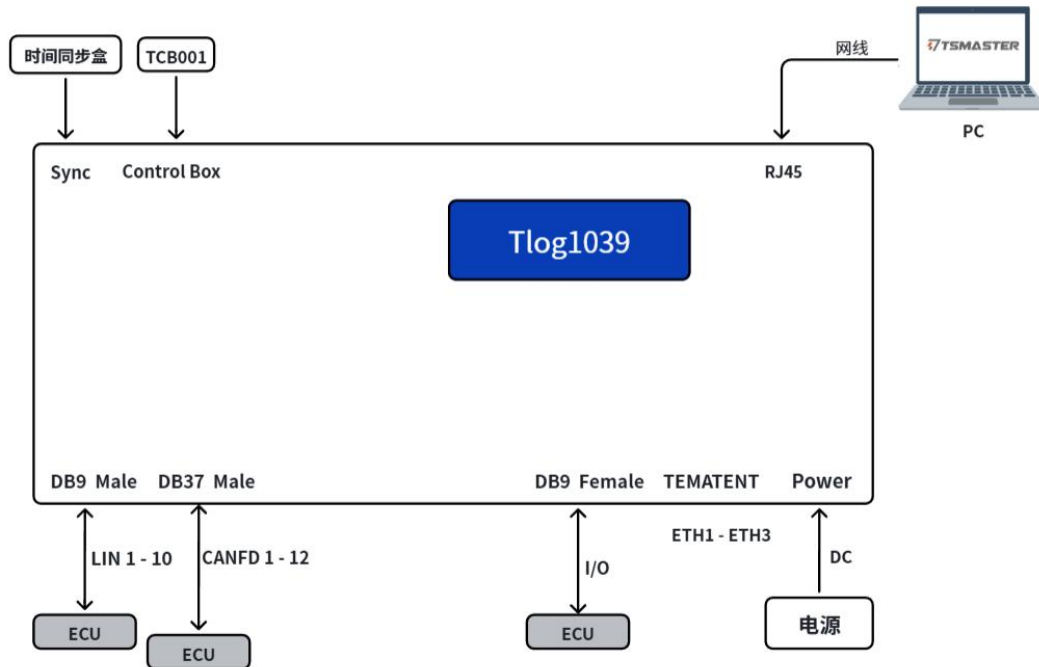 时间同步盒
TCB001
网线
TSMASTER
PC
Sync
Control Box
RJ45
Tlog1039
DB9 Male
DB37 Male
DB9 Female
TEMATENT
Power
LIN 1 - 10
CANFD 1 - 12
I/O
ETH1 - ETH3
DC
ECU
ECU
ECU
电源